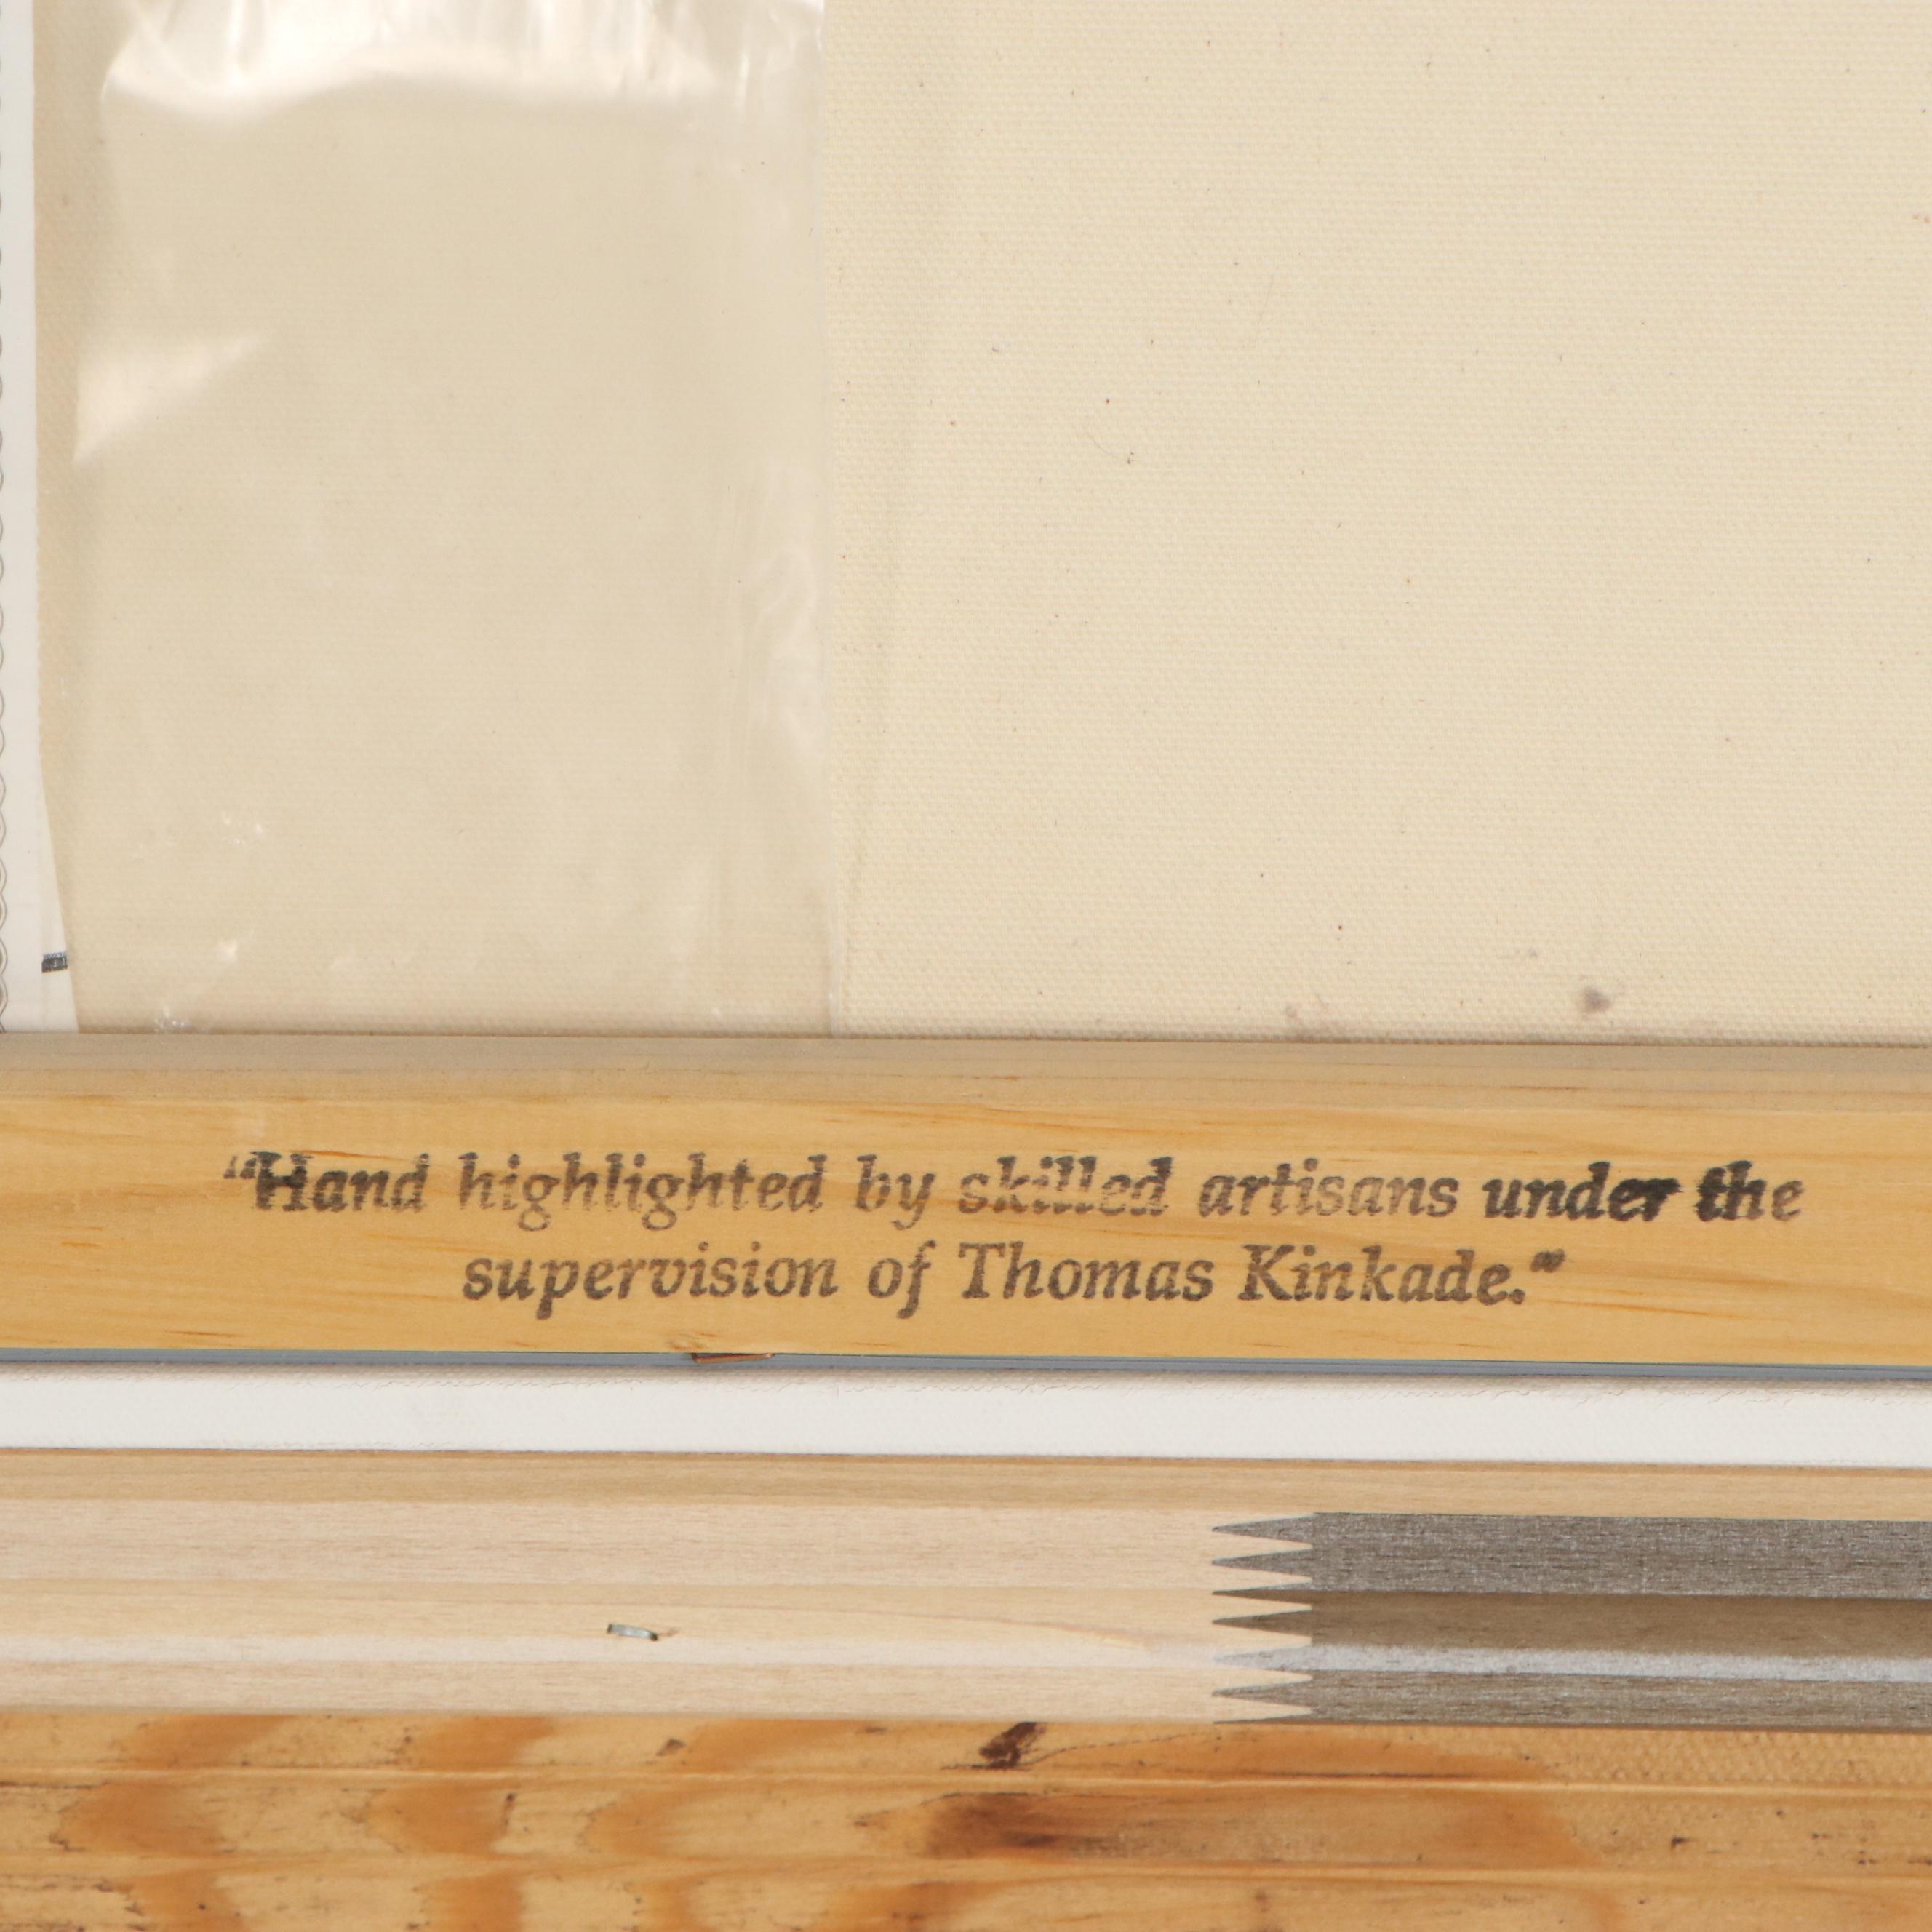 "Hand highlighted by skilled artisans under the
supervision of Thomas Kinkade."